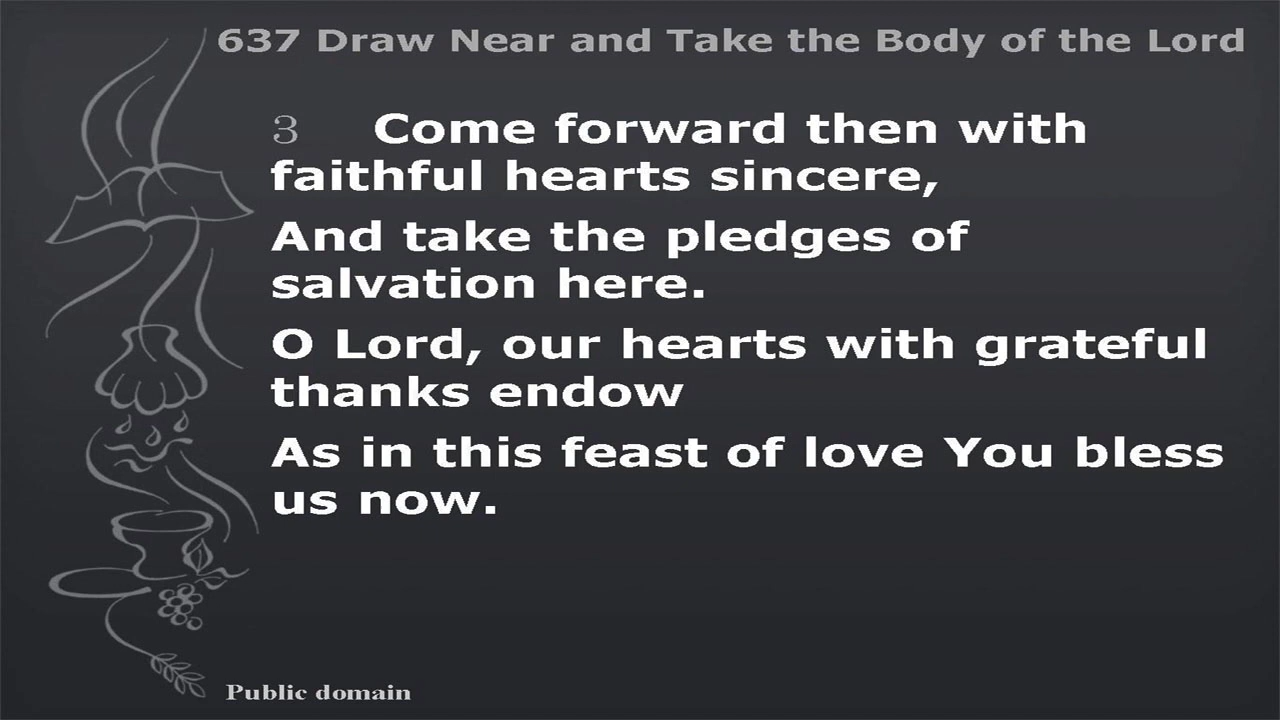 637 Draw Near and Take the Body of the Lord
3 Come forward then with
faithful hearts sincere,
And take the pledges of
salvation here.
O Lord, our hearts with grateful
thanks endow
As in this feast of love You bless
us now.
Public domain